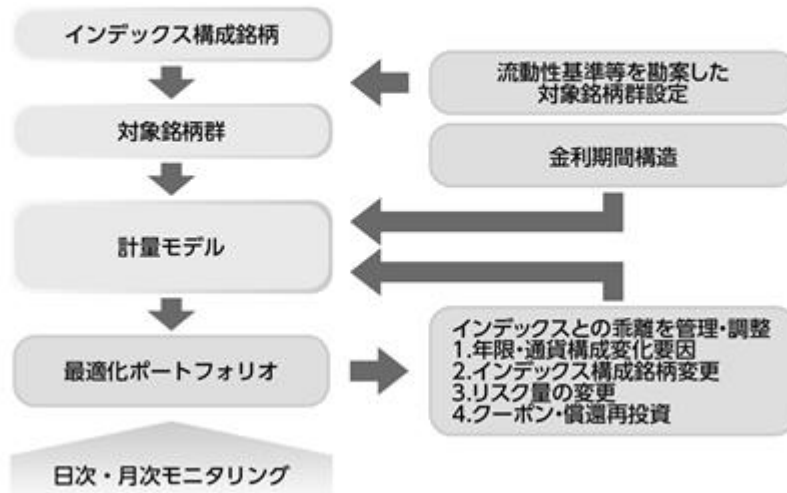 インデックス構成銘柄
流動性基準等を勘案した
対象銘柄群設定
対象銘柄群
金利期間構造
計量モデル
最適化ポートフォリオ
インデックスとの乖離を管理・調整
1.年限・通貨構成変化要因
2.インデックス構成銘柄変更
3.リスク量の変更
4.クーポン・償還再投資
日次・月次モニタリング